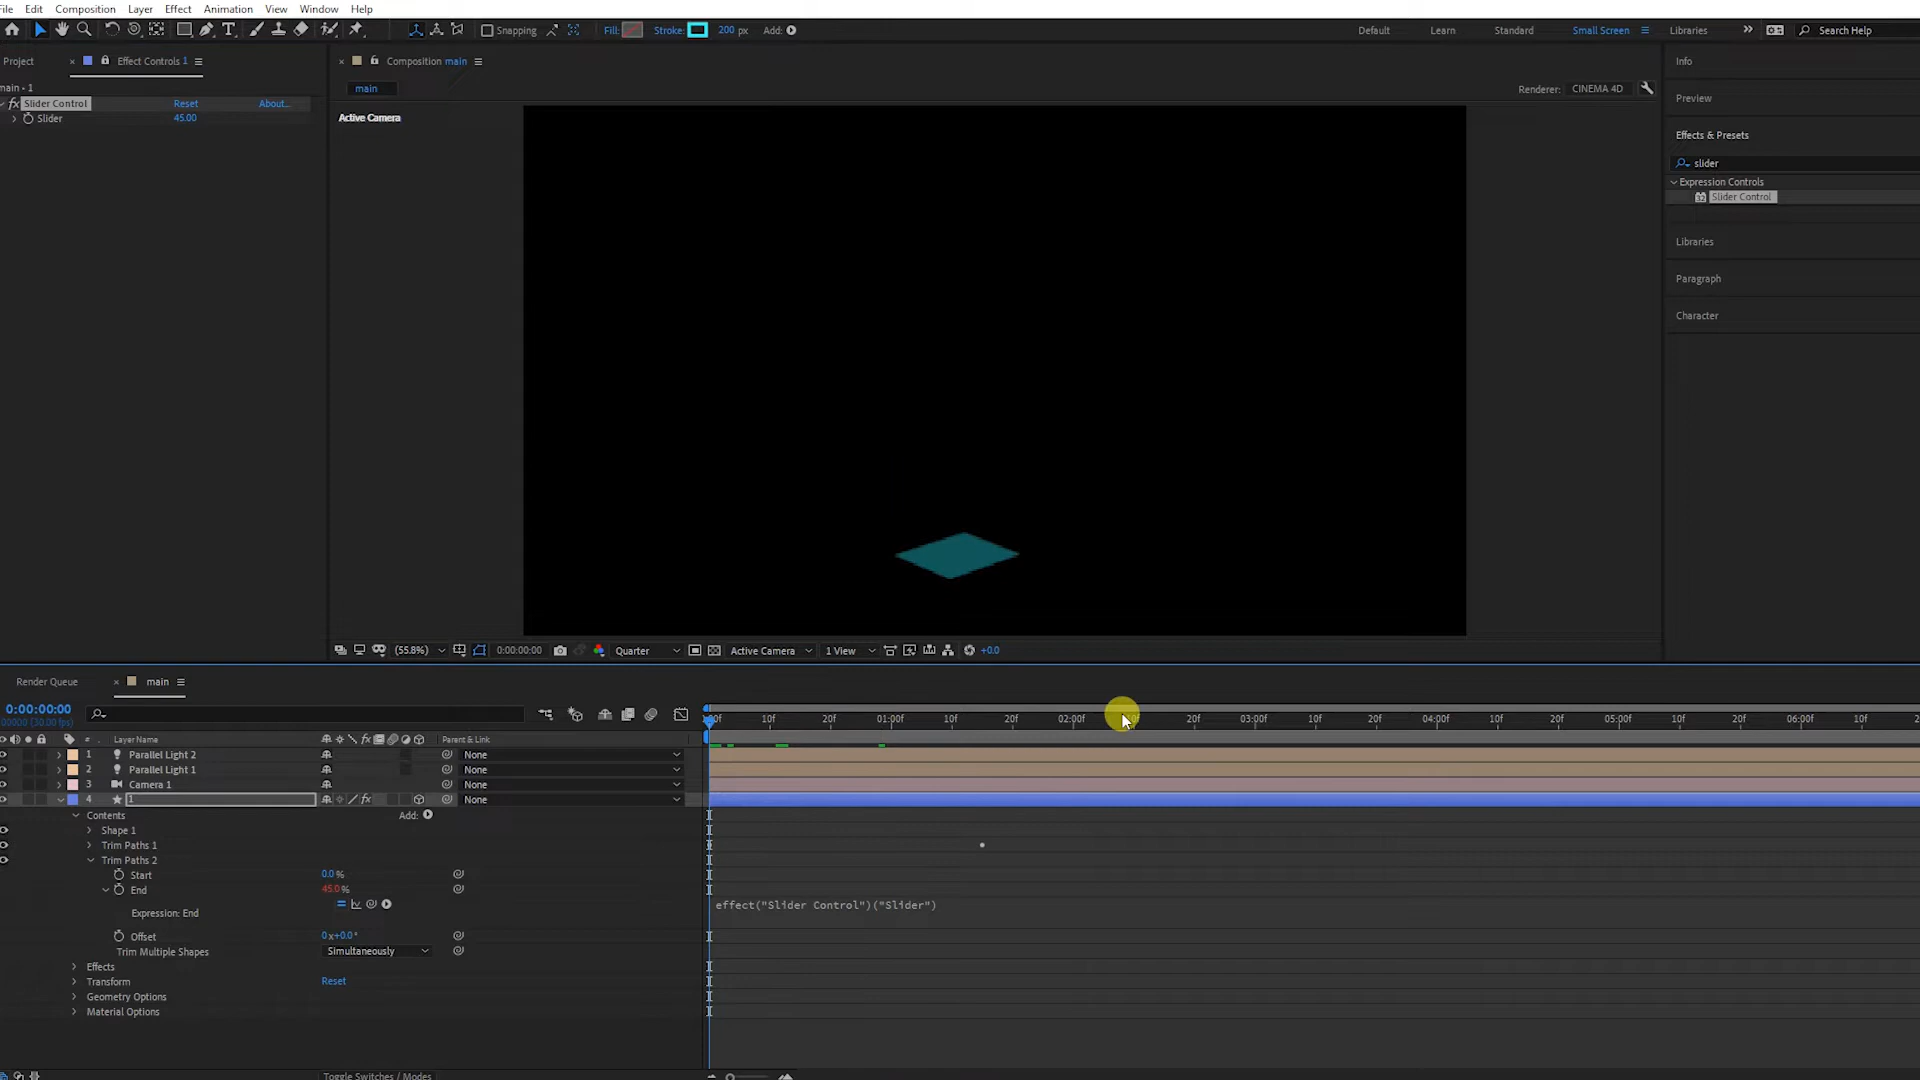 File Edit Composition Layer Effect Animation View Window Help
Snapping Fill: Stroke: 200 px Add: Default Learn Standard Small Screen Libraries Search Help
Project Effect Controls 1 Composition main Info
main • 1 main Renderer: CINEMA 4D
fx Slider Control Reset About... Preview
Slider 45.00 Active Camera
Effects & Presets
slider
Expression Controls
Slider Control
Libraries
Paragraph
Character
(55.8%) 0:00:00:00 Quarter Active Camera 1 View +0.0
Render Queue main
0:00:00:00
00000 (30.00 fps) :00f 10f 20f 01:00f 10f 20f 02:00f 20f 03:00f 10f 20f 04:00f 10f 20f 05:00f 10f 20f 06:00f 10f
# Layer Name fx Parent & Link
1 Parallel Light 2 None
2 Parallel Light 1 None
3 Camera 1 None
4 1 fx None
Contents Add:
Shape 1
Trim Paths 1
Trim Paths 2
Start 0.0 %
End 45.0 %
Expression: End effect("Slider Control")("Slider")
Offset 0 x+0.0 °
Trim Multiple Shapes Simultaneously
Effects
Transform Reset
Geometry Options
Material Options
Toggle Switches / Modes